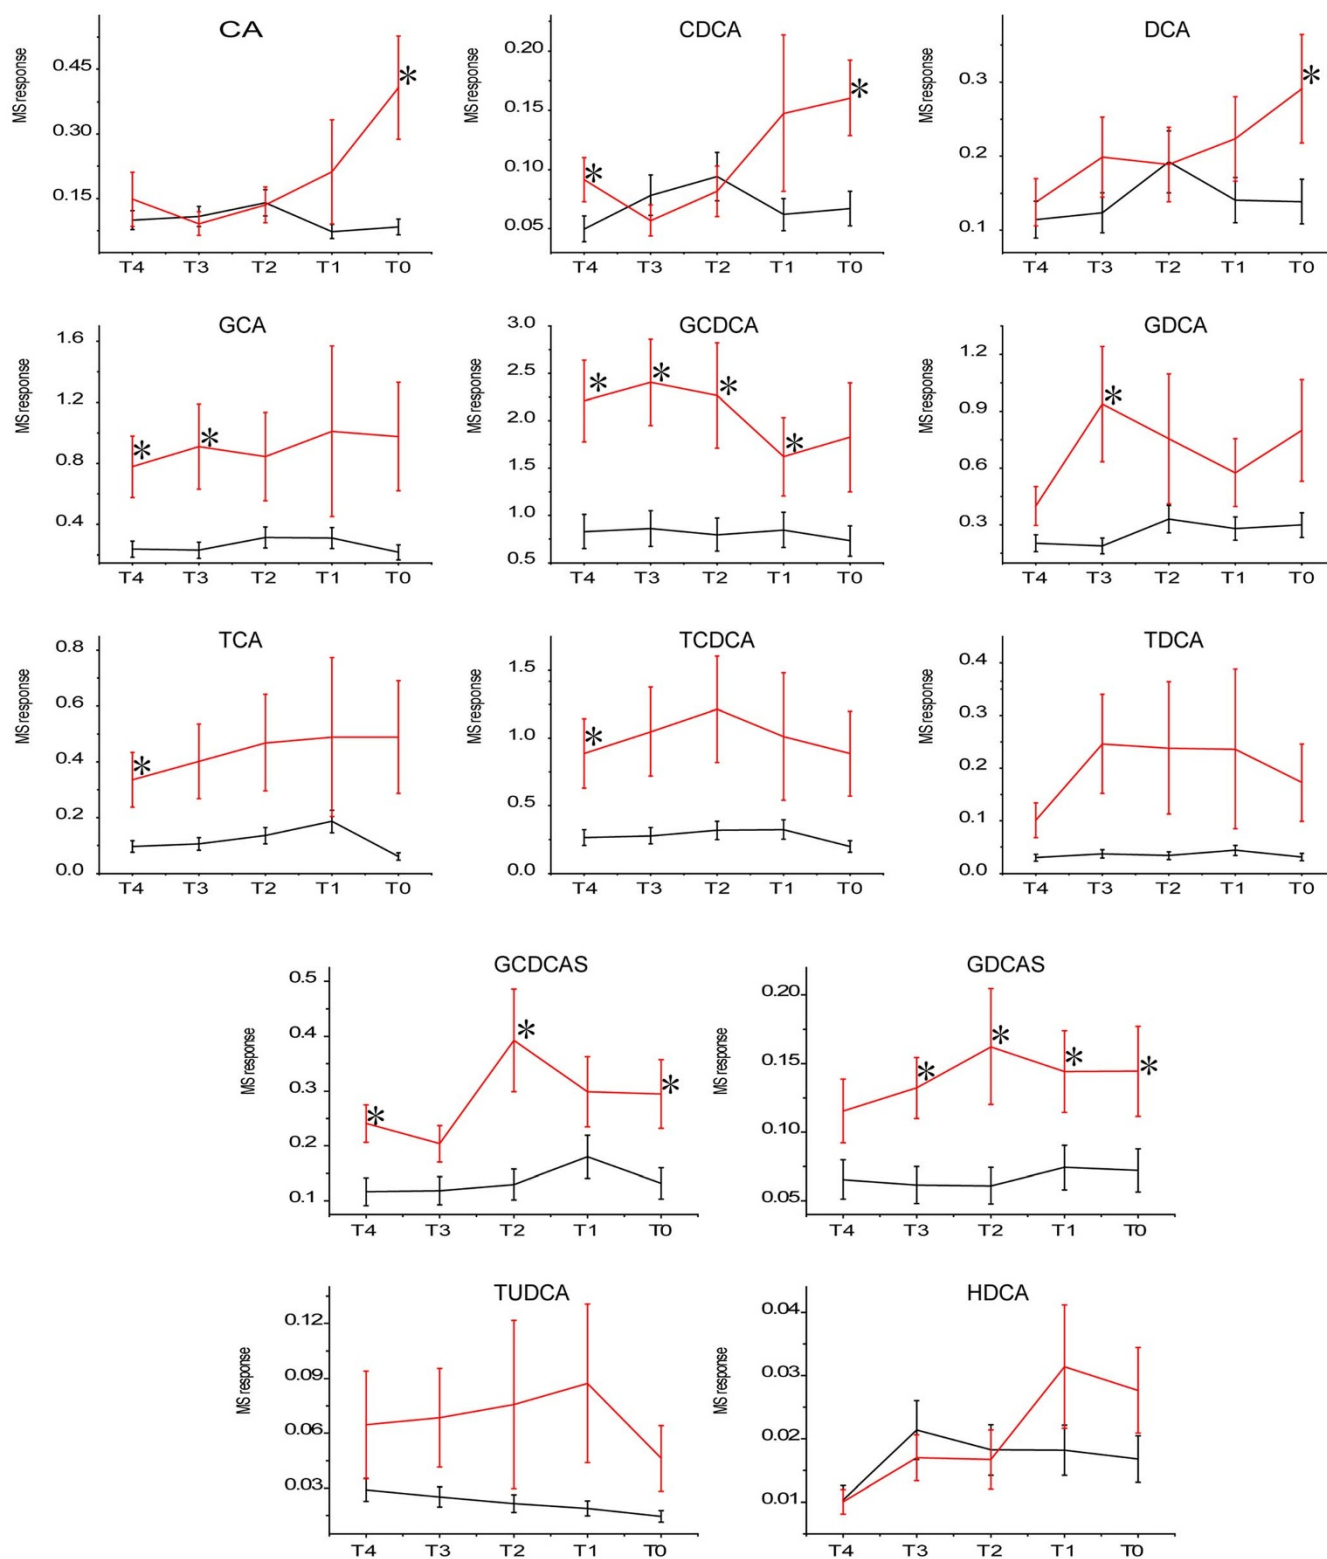 CA CDCA DCA
MS response MS response MS response
0.45 0.20 0.3
0.30 0.15 0.2
0.15 0.10 0.1
0.05
* * * *
T4 T3 T2 T1 T0 T4 T3 T2 T1 T0 T4 T3 T2 T1 T0
GCA GCDCA GDCA
MS response MS response MS response
1.6 3.0 1.2
1.2 2.5 0.9
0.8 2.0 0.6
0.4 1.5 0.3
1.0
0.5
* * * * * * *
T4 T3 T2 T1 T0 T4 T3 T2 T1 T0 T4 T3 T2 T1 T0
TCA TCDCA TDCA
MS response MS response MS response
0.8 1.5 0.4
0.6 1.0 0.3
0.4 0.5 0.2
0.2 0.0 0.1
0.0 0.0
* *
T4 T3 T2 T1 T0 T4 T3 T2 T1 T0 T4 T3 T2 T1 T0
GCDCAS GDCAS
MS response MS response
0.5 0.20
0.4 0.15
0.3 0.10
0.2 0.05
0.1
* * * * * * *
T4 T3 T2 T1 T0 T4 T3 T2 T1 T0
TUDCA HDCA
MS response MS response
0.12 0.04
0.09 0.03
0.06 0.02
0.03 0.01
T4 T3 T2 T1 T0 T4 T3 T2 T1 T0